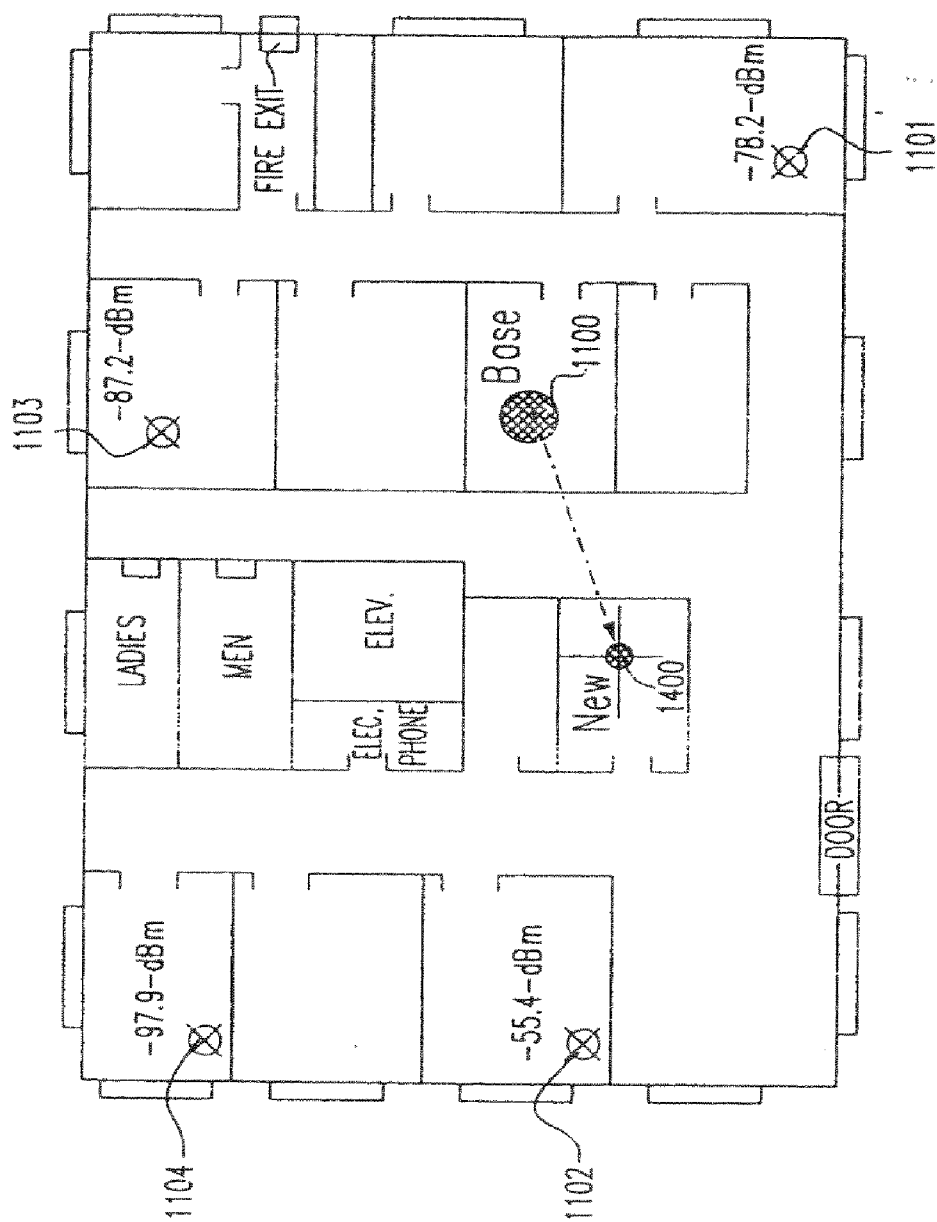 1103
-87.2-dBm
LADIES
-97.9-dBm
1104
MEN
FIRE EXIT
ELEC.
PHONE
ELEV.
Base
-55.4-dBm
1102
1100
New
1400
-78.2-dBm
DOOR
1101